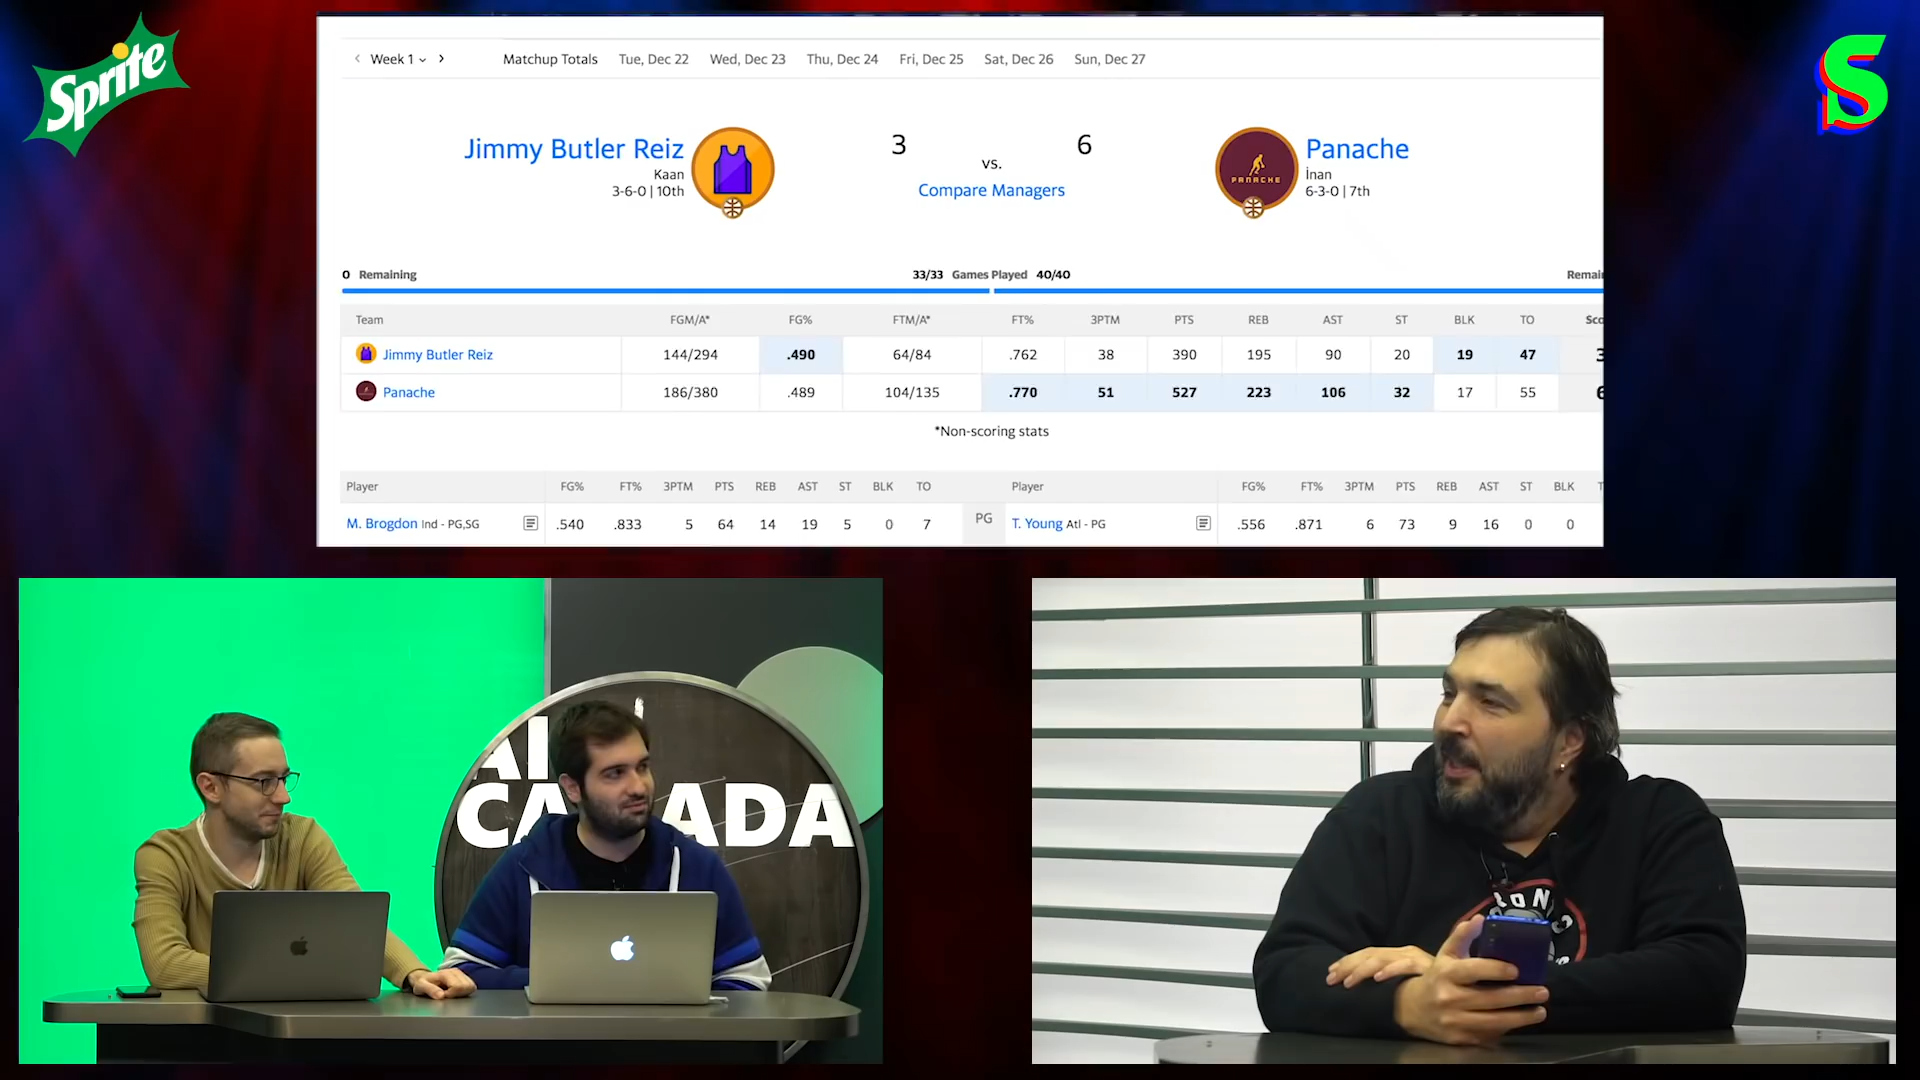 Sprite
S
Week 1
Matchup Totals Tue, Dec 22 Wed, Dec 23 Thu, Dec 24 Fri, Dec 25 Sat, Dec 26 Sun, Dec 27
Jimmy Butler Reiz
Kaan
3-6-0 | 10th
3 vs. 6
Compare Managers
PANACHE
Panache
İnan
6-3-0 | 7th
0 Remaining 33/33 Games Played 40/40 Remai
Team FGM/A* FG% FTM/A* FT% 3PTM PTS REB AST ST BLK TO Sco
Jimmy Butler Reiz 144/294 .490 64/84 .762 38 390 195 90 20 19 47 3
Panache 186/380 .489 104/135 .770 51 527 223 106 32 17 55 6
*Non-scoring stats
Player FG% FT% 3PTM PTS REB AST ST BLK TO Player FG% FT% 3PTM PTS REB AST ST BLK T
M. Brogdon Ind - PG,SG .540 .833 5 64 14 19 5 0 7 PG T. Young Atl - PG .556 .871 6 73 9 16 0 0